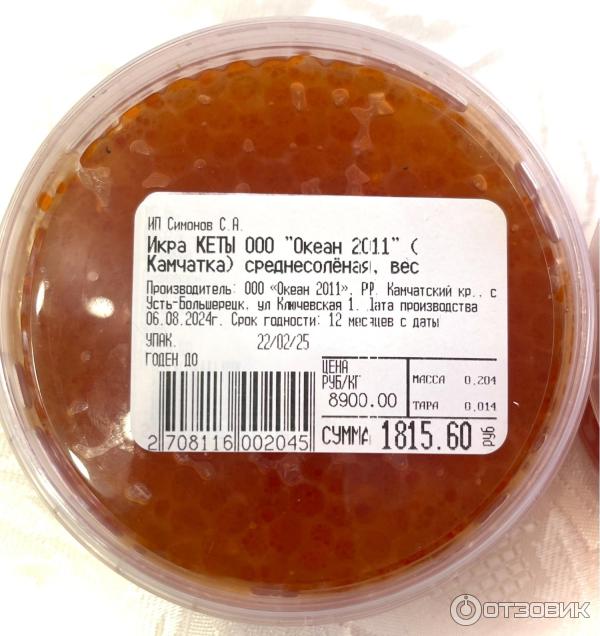 ИП Симонов С.А.
Икра КЕТЫ ООО "Океан 2011" (
Камчатка) среднесолёная, вес
Производитель: ООО «Океан 2011», РФ, Камчатский кр., с
Усть-Большерецк, ул Ключевская 1. Дата производства
06.08.2024г. Срок годности: 12 месяцев с даты
УПАК. 22/02/25
ГОДЕН ДО
ЦЕНА
РУБ/КГ
8900.00
МАССА 0,204
ТАРА 0,014
СУММА 1815.60 РУБ
2 708116 002045
ОТЗОВИК